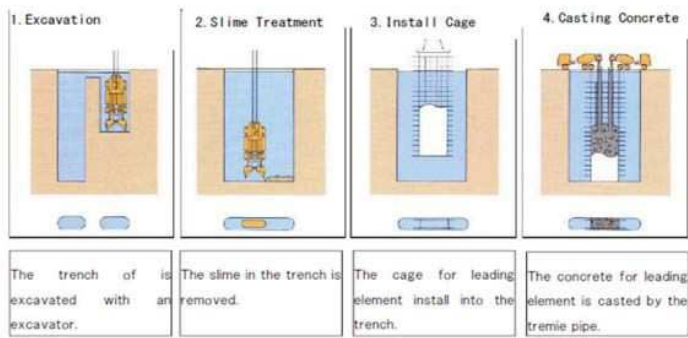 1.Excavation
2.Slime Treatment
3.Install Cage
4.Casting Concrete
The trench of is
excavated with an
excavator.
The slime in the trench is
removed.
The cage for leading
element install into the
trench.
The concrete for leading
element is casted by the
tremie pipe.